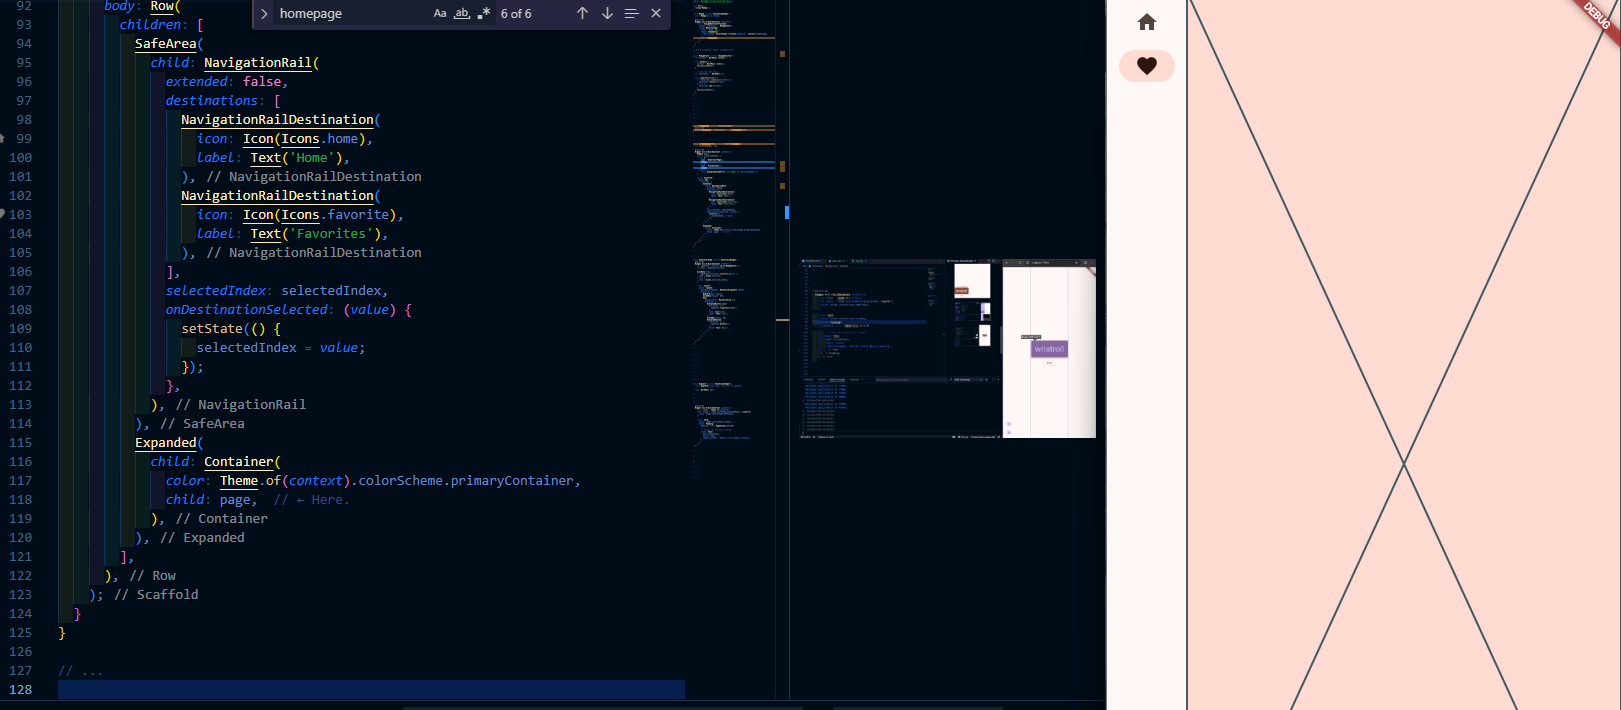 homepage
Aa
ab
.*
6 of 6
92 body: Row(
93 children: [
94 SafeArea(
95 child: NavigationRail(
96 extended: false,
97 destinations: [
98 NavigationRailDestination(
99 icon: Icon(Icons.home),
100 label: Text('Home'),
101 ), // NavigationRailDestination
102 NavigationRailDestination(
103 icon: Icon(Icons.favorite),
104 label: Text('Favorites'),
105 ), // NavigationRailDestination
106 ],
107 selectedIndex: selectedIndex,
108 onDestinationSelected: (value) {
109 setState(() {
110 selectedIndex = value;
111 });
112 },
113 ), // NavigationRail
114 ), // SafeArea
115 Expanded(
116 child: Container(
117 color: Theme.of(context).colorScheme.primaryContainer,
118 child: page,  // ← Here.
119 ), // Container
120 ), // Expanded
121 ],
122 ), // Row
123 ); // Scaffold
124 }
125 }
126
127 // ...
128
wristroll
DEBUG